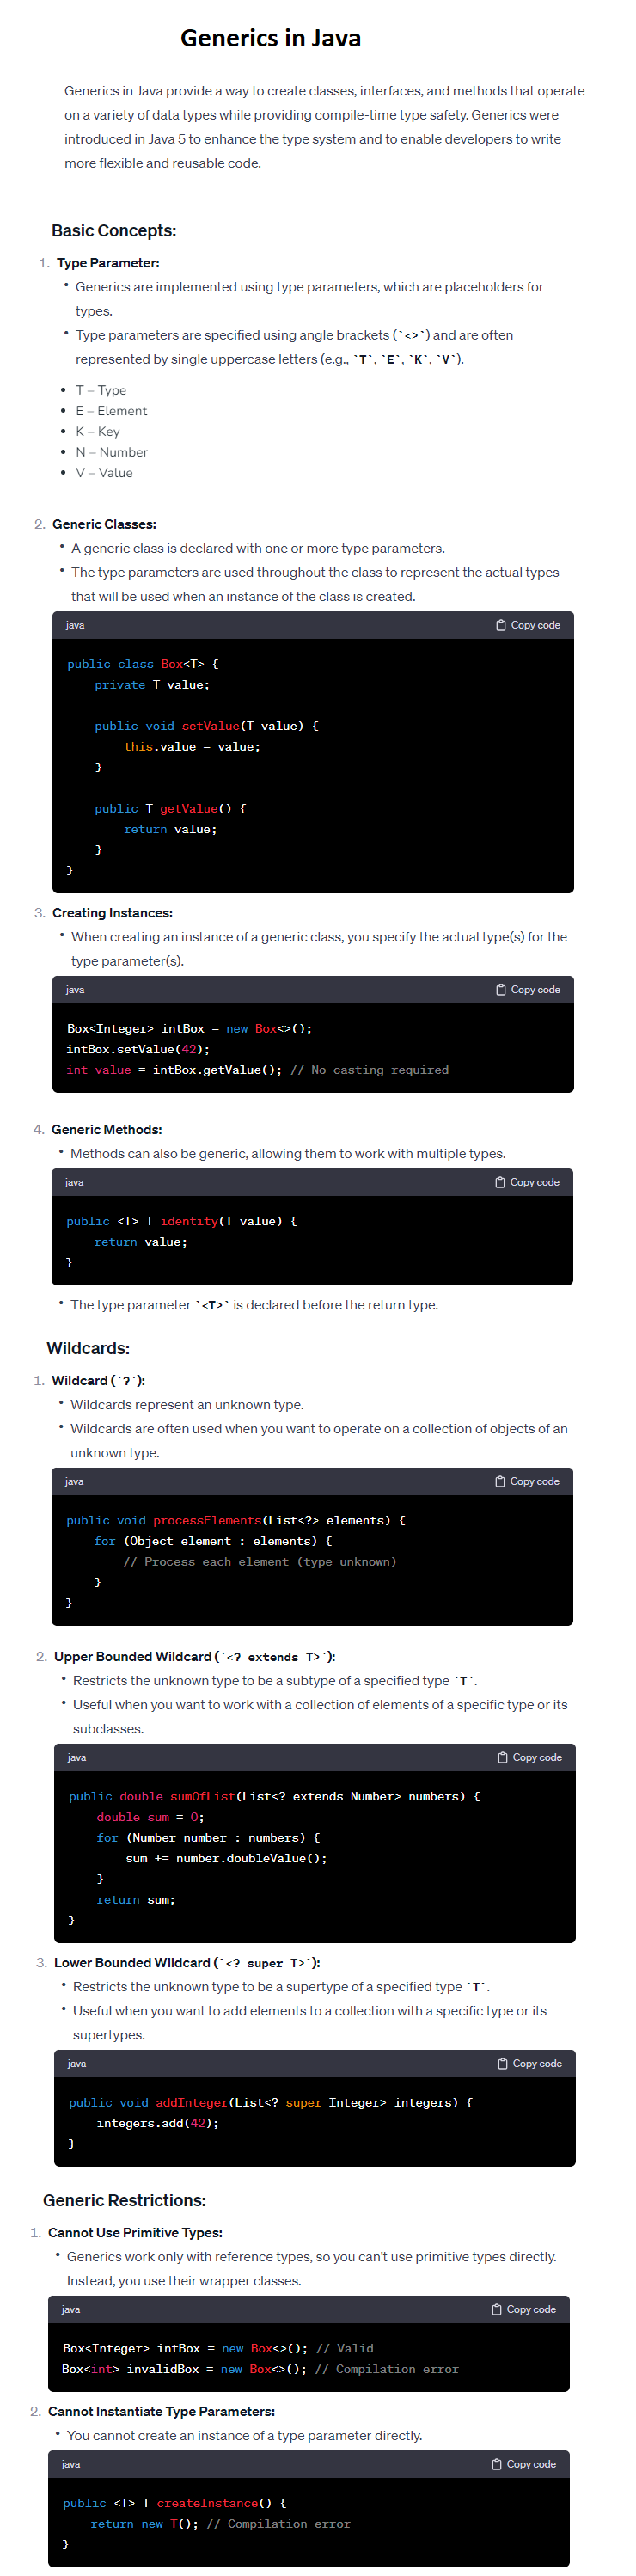 Generics in Java
Generics in Java provide a way to create classes, interfaces, and methods that operate
on a variety of data types while providing compile-time type safety. Generics were
introduced in Java 5 to enhance the type system and to enable developers to write
more flexible and reusable code.
Basic Concepts:
1. Type Parameter:
• Generics are implemented using type parameters, which are placeholders for
types.
• Type parameters are specified using angle brackets (`<>`) and are often
represented by single uppercase letters (e.g., `T`, `E`, `K`, `V`).
• T – Type
• E – Element
• K – Key
• N – Number
• V – Value
2. Generic Classes:
• A generic class is declared with one or more type parameters.
• The type parameters are used throughout the class to represent the actual types
that will be used when an instance of the class is created.
java Copy code
public class Box<T> {
    private T value;
    public void setValue(T value) {
        this.value = value;
    }
    public T getValue() {
        return value;
    }
}
3. Creating Instances:
• When creating an instance of a generic class, you specify the actual type(s) for the
type parameter(s).
java Copy code
Box<Integer> intBox = new Box<>();
intBox.setValue(42);
int value = intBox.getValue(); // No casting required
4. Generic Methods:
• Methods can also be generic, allowing them to work with multiple types.
java Copy code
public <T> T identity(T value) {
    return value;
}
• The type parameter `<T>` is declared before the return type.
Wildcards:
1. Wildcard (`?`):
• Wildcards represent an unknown type.
• Wildcards are often used when you want to operate on a collection of objects of an
unknown type.
java Copy code
public void processElements(List<?> elements) {
    for (Object element : elements) {
        // Process each element (type unknown)
    }
}
2. Upper Bounded Wildcard (`<? extends T>`):
• Restricts the unknown type to be a subtype of a specified type `T`.
• Useful when you want to work with a collection of elements of a specific type or its
subclasses.
java Copy code
public double sumOfList(List<? extends Number> numbers) {
    double sum = 0;
    for (Number number : numbers) {
        sum += number.doubleValue();
    }
    return sum;
}
3. Lower Bounded Wildcard (`<? super T>`):
• Restricts the unknown type to be a supertype of a specified type `T`.
• Useful when you want to add elements to a collection with a specific type or its
supertypes.
java Copy code
public void addInteger(List<? super Integer> integers) {
    integers.add(42);
}
Generic Restrictions:
1. Cannot Use Primitive Types:
• Generics work only with reference types, so you can't use primitive types directly.
Instead, you use their wrapper classes.
java Copy code
Box<Integer> intBox = new Box<>(); // Valid
Box<int> invalidBox = new Box<>(); // Compilation error
2. Cannot Instantiate Type Parameters:
• You cannot create an instance of a type parameter directly.
java Copy code
public <T> T createInstance() {
    return new T(); // Compilation error
}